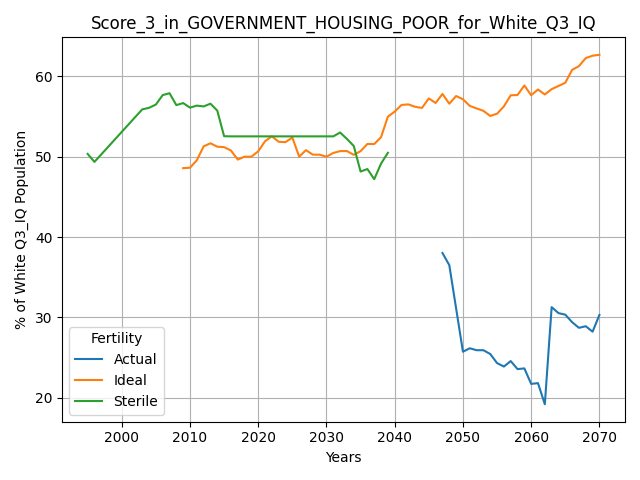 Score_3_in_GOVERNMENT_HOUSING_POOR_for_White_Q3_IQ
% of White Q3_IQ Population
60
50
40
30
20
Fertility
Actual
Ideal
Sterile
2000 2010 2020 2030 2040 2050 2060 2070
Years